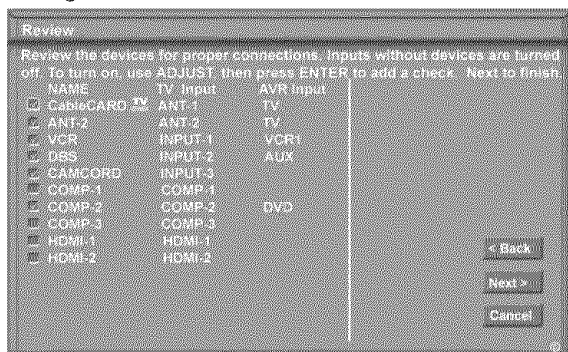 Review
Review the devices for proper connections. Inputs without devices are turned
off. To turn on, use ADJUST, then press ENTER to add a check. Next to finish.
NAME TV Input AVR Input
CableCARD TV ANT-1 TV
ANT-2 ANT-2 TV
VCR INPUT-1 VCR1
DBS INPUT-2 AUX
CAMCORD INPUT-3
COMP-1 COMP-1
COMP-2 COMP-2 DVD
COMP-3 COMP-3
HDMI-1 HDMI-1
HDMI-2 HDMI-2
< Back
Next >
Cancel